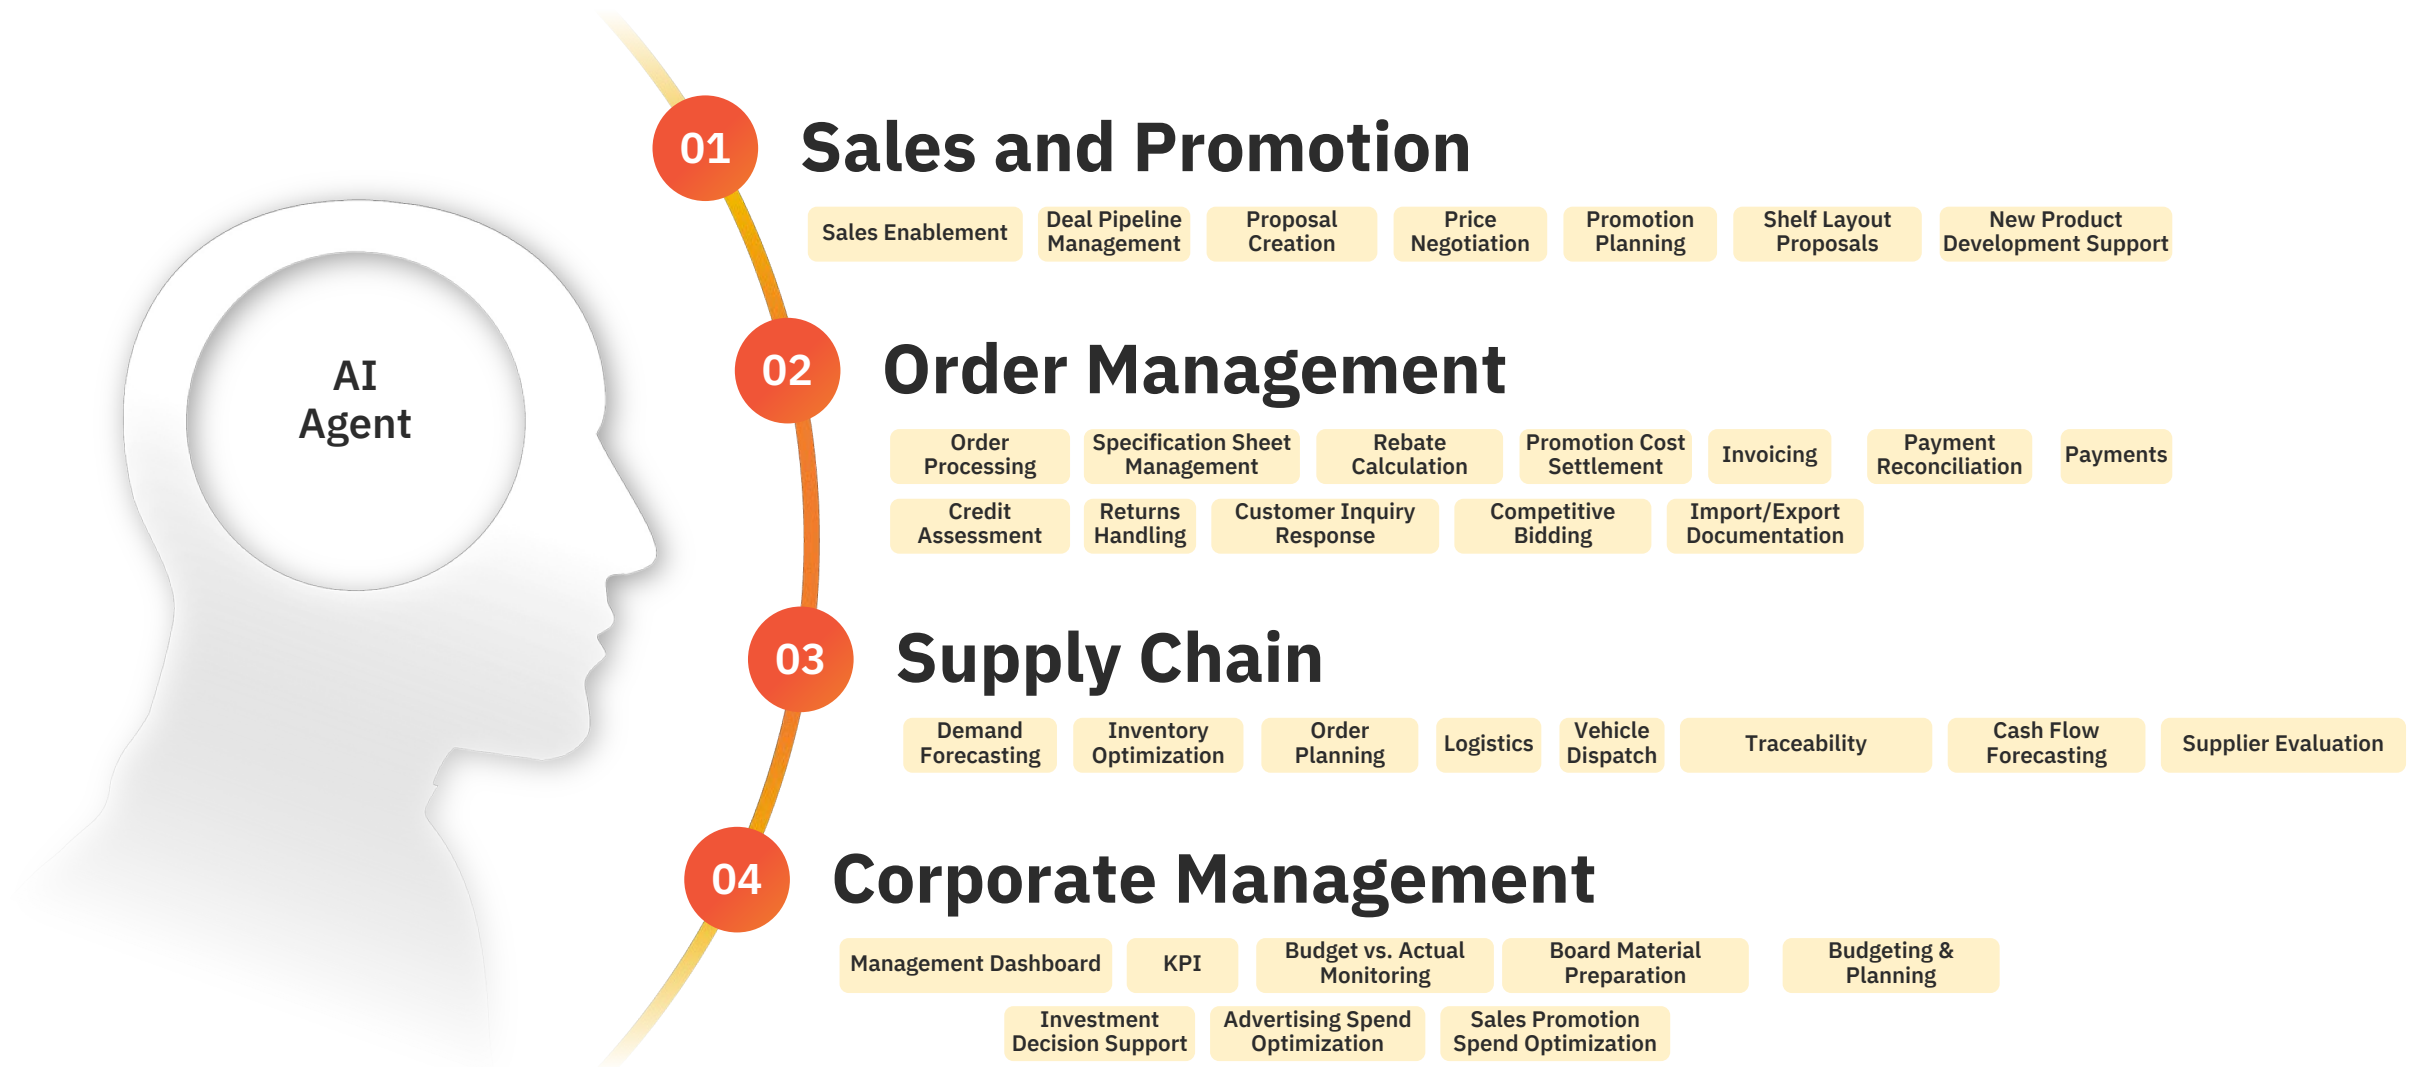 AI
Agent
01
Sales and Promotion
Sales Enablement
Deal Pipeline
Management
Proposal
Creation
Price
Negotiation
Promotion
Planning
Shelf Layout
Proposals
New Product
Development Support
02
Order Management
Order
Processing
Specification Sheet
Management
Rebate
Calculation
Promotion Cost
Settlement
Invoicing
Payment
Reconciliation
Payments
Credit
Assessment
Returns
Handling
Customer Inquiry
Response
Competitive
Bidding
Import/Export
Documentation
03
Supply Chain
Demand
Forecasting
Inventory
Optimization
Order
Planning
Logistics
Vehicle
Dispatch
Traceability
Cash Flow
Forecasting
Supplier Evaluation
04
Corporate Management
Management Dashboard
KPI
Budget vs. Actual
Monitoring
Board Material
Preparation
Budgeting &
Planning
Investment
Decision Support
Advertising Spend
Optimization
Sales Promotion
Spend Optimization